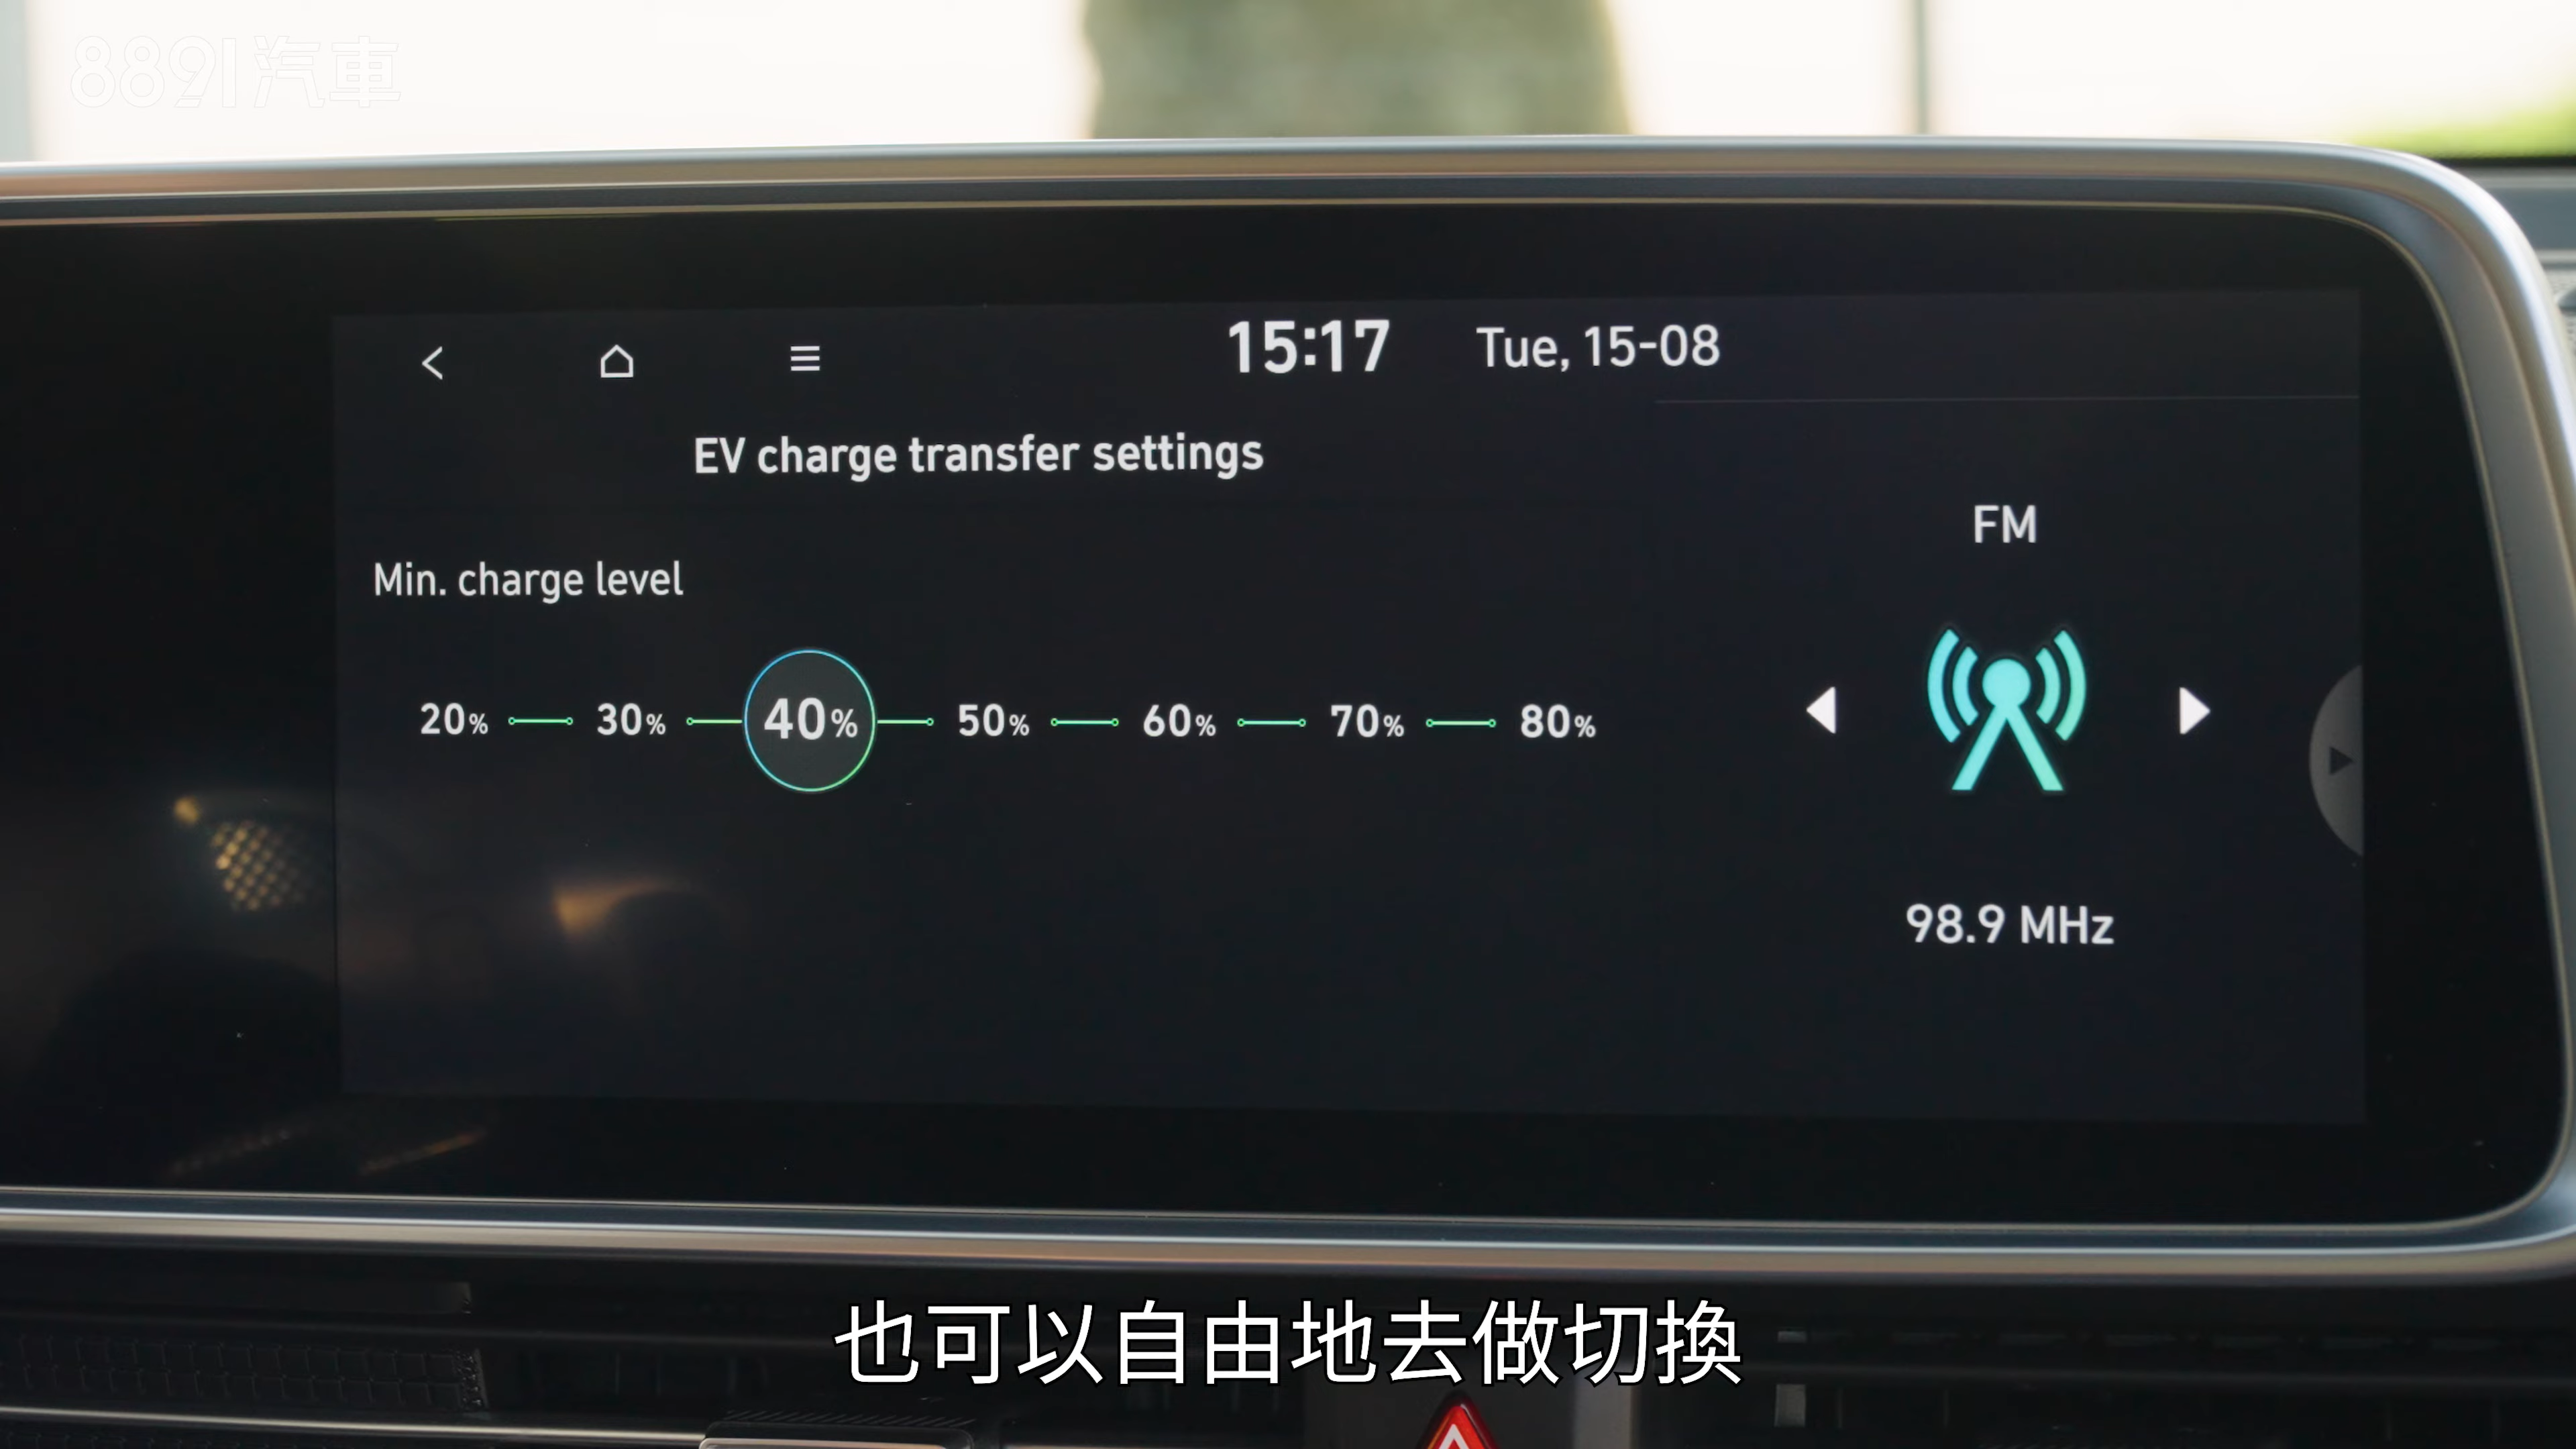 8891汽車
15:17 Tue, 15-08
EV charge transfer settings
FM
Min. charge level
20% 30% 40% 50% 60% 70% 80%
98.9 MHz
也可以自由地去做切換